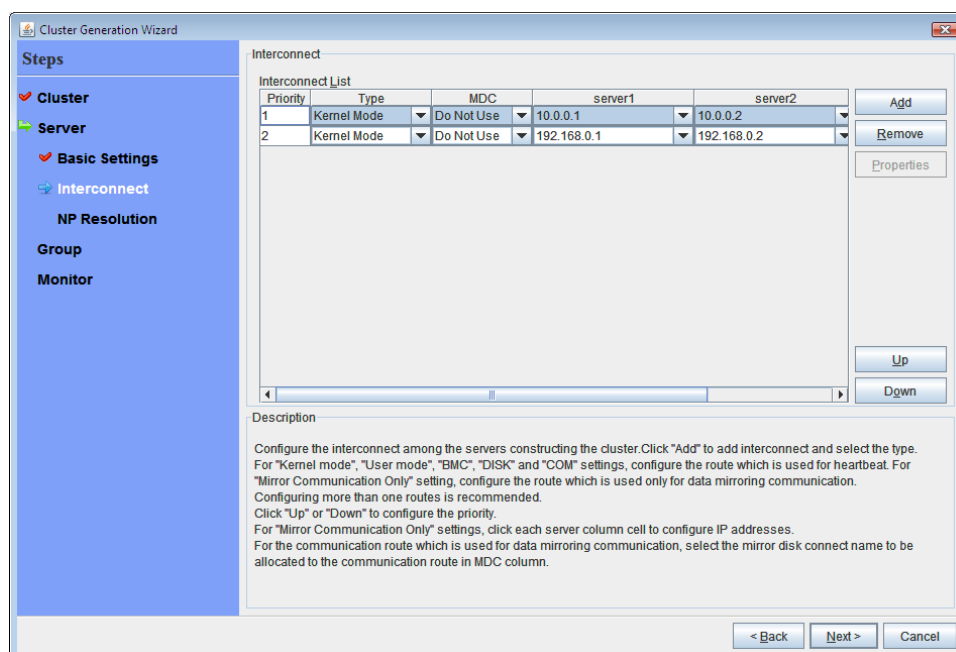 Cluster Generation Wizard
Steps
Cluster
Server
Basic Settings
Interconnect
NP Resolution
Group
Monitor
Interconnect
Interconnect List
Priority Type MDC server1 server2
1 Kernel Mode Do Not Use 10.0.0.1 10.0.0.2
2 Kernel Mode Do Not Use 192.168.0.1 192.168.0.2
Add
Remove
Properties
Up
Down
Description
Configure the interconnect among the servers constructing the cluster.Click "Add" to add interconnect and select the type.
For "Kernel mode", "User mode", "BMC", "DISK" and "COM" settings, configure the route which is used for heartbeat. For
"Mirror Communication Only" setting, configure the route which is used only for data mirroring communication.
Configuring more than one routes is recommended.
Click "Up" or "Down" to configure the priority.
For "Mirror Communication Only" settings, click each server column cell to configure IP addresses.
For the communication route which is used for data mirroring communication, select the mirror disk connect name to be
allocated to the communication route in MDC column.
< Back Next > Cancel